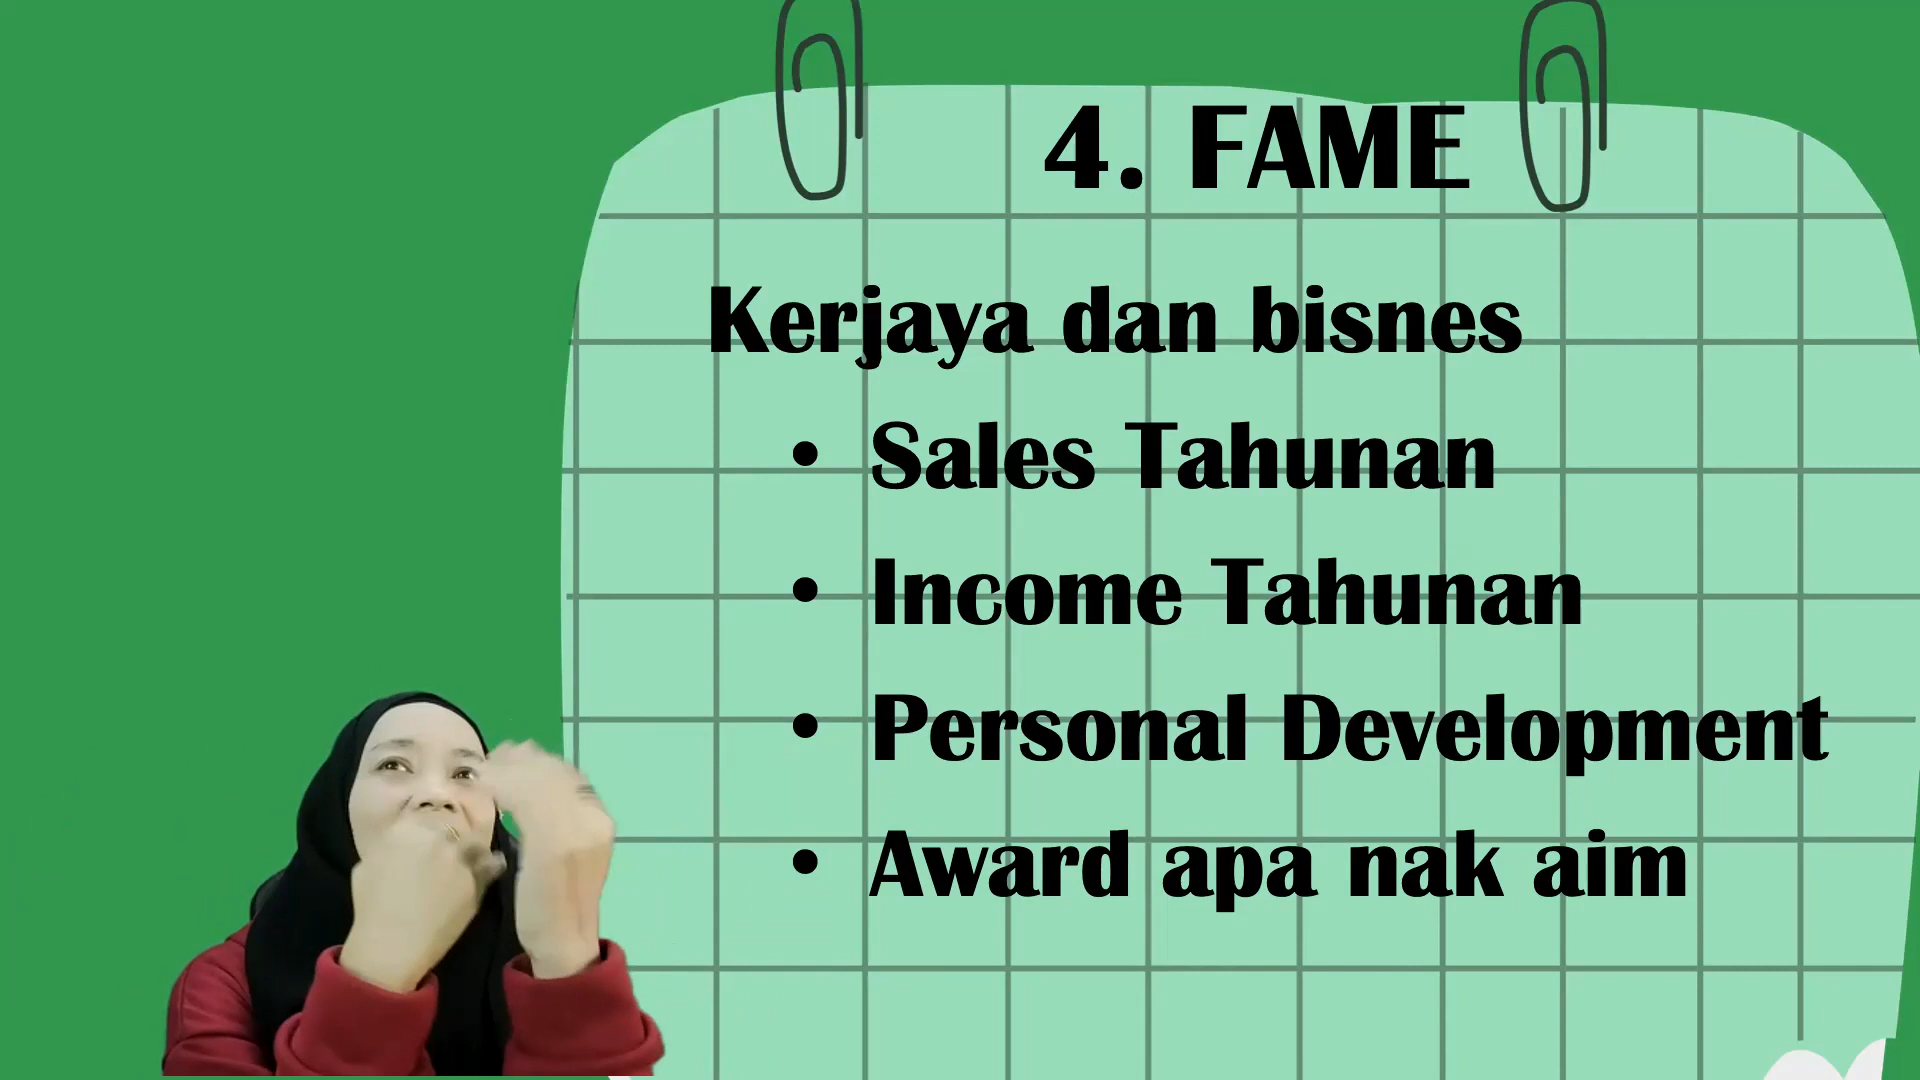 4. FAME
Kerjaya dan bisnes
• Sales Tahunan
• Income Tahunan
• Personal Development
• Award apa nak aim